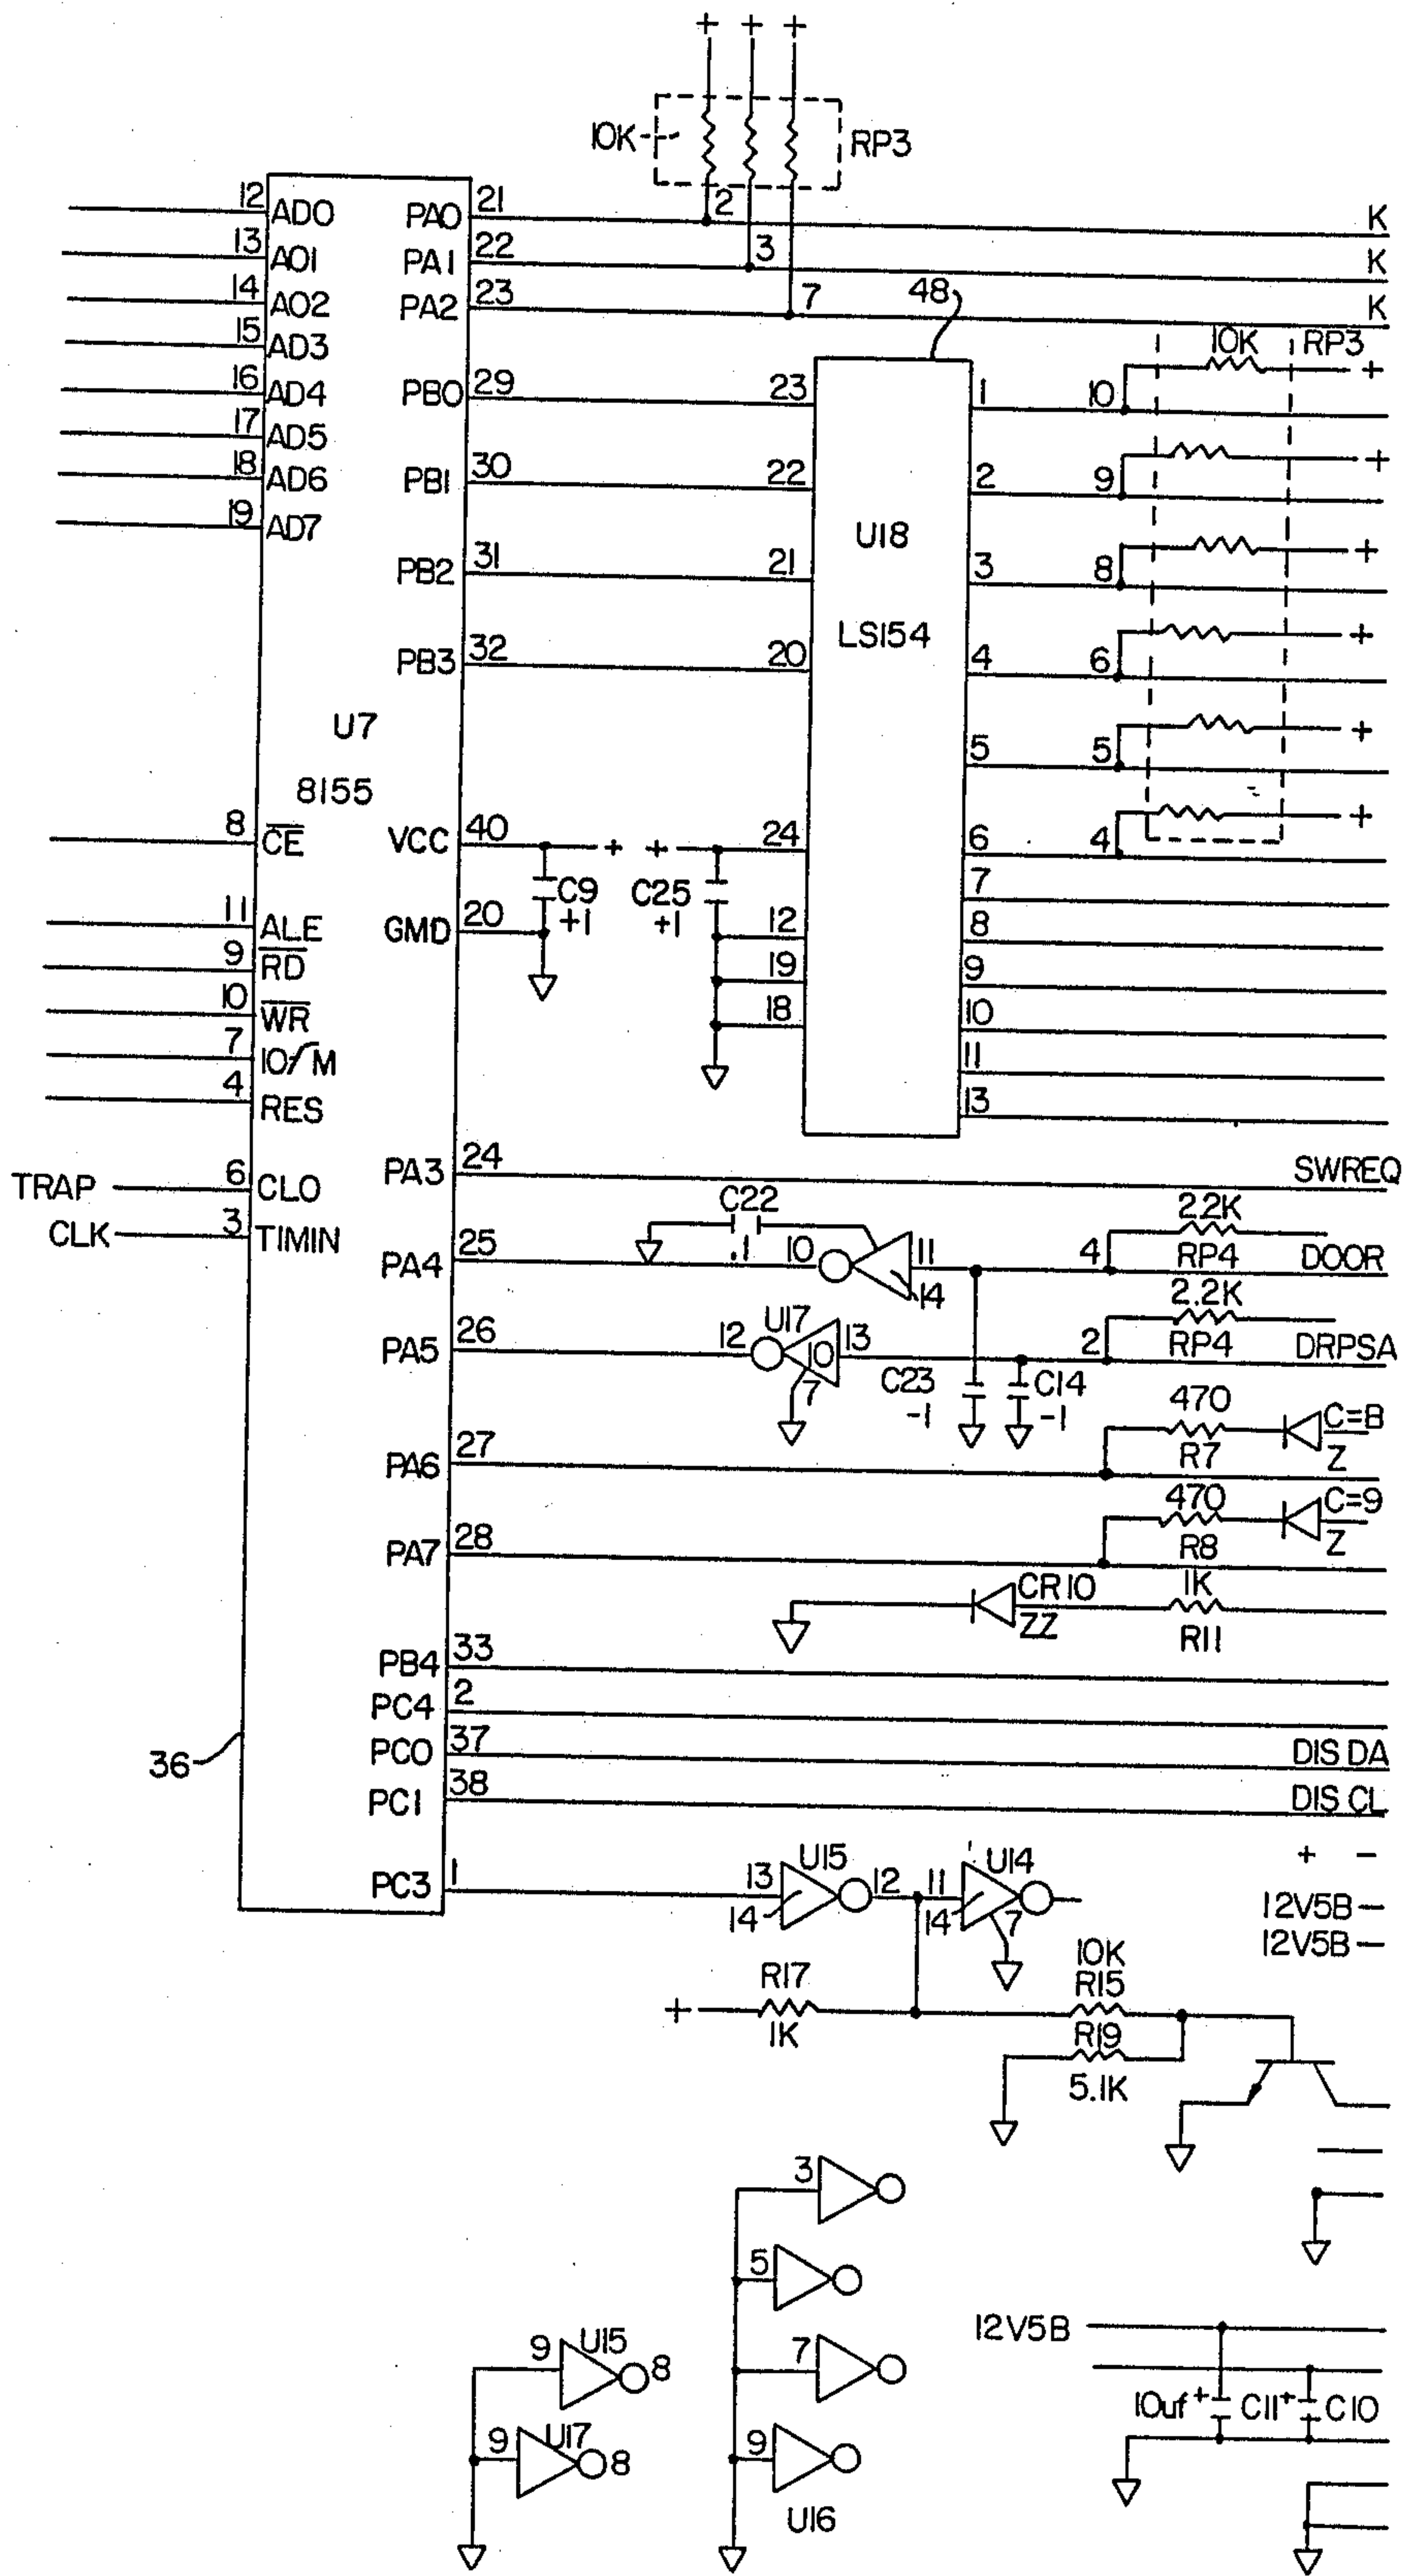 + + +
10K RP3
12 AD0 PA0 21 2 K
13 AO1 PA1 22 3 K
14 AO2 PA2 23 7 K
48
15 AD3 10K RP3
16 AD4 PB0 29 23 1 10 +
17 AD5
18 AD6 PB1 30 22 2 9 +
19 AD7
U18
PB2 31 21 3 8 +
LS154
PB3 32 20 4 6 +
U7
5 5 +
8155
8 CE VCC 40 + + 24 6 4 +
C9 C25 7
+1 +1
11 ALE GMD 20 12 8
9 RD 19 9
10 WR 18 10
7 IO/M 11
4 RES 13
TRAP 6 CLO PA3 24 SWREQ
CLK 3 TIMIN C22 2.2K
PA4 25 .1 10 11 4 RP4 DOOR
14 2.2K
U17
PA5 26 12 10 13 2 RP4 DRPSA
7 C23 C14
-1 -1
470 C=8
PA6 27 R7 Z
470 C=9
PA7 28 R8 Z
CR10 1K
ZZ R11
PB4 33
PC4 2
36 PC0 37 DIS DA
PC1 38 DIS CL
U15 U14 + -
PC3 1 13 12 11 12V5B -
14 14 7 12V5B -
R17 10K
+ R15
1K R19
5.1K
3
5
12V5B
9 U15 8 7
10uf + C11 + C10
9 U17 8 9
U16